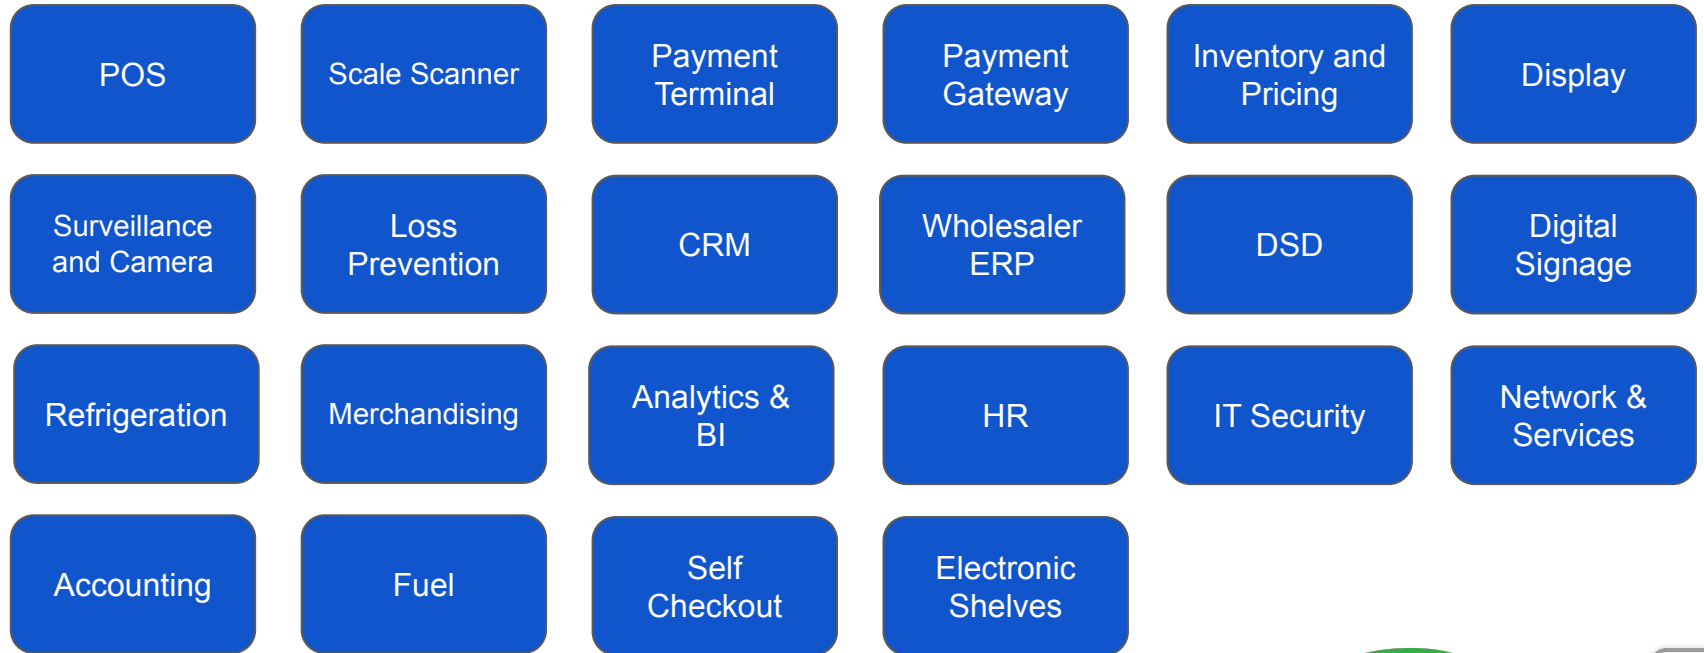 POS
Scale Scanner
Payment
Terminal
Payment
Gateway
Inventory and
Pricing
Display
Surveillance
and Camera
Loss
Prevention
CRM
Wholesaler
ERP
DSD
Digital
Signage
Refrigeration
Merchandising
Analytics &
BI
HR
IT Security
Network &
Services
Accounting
Fuel
Self
Checkout
Electronic
Shelves